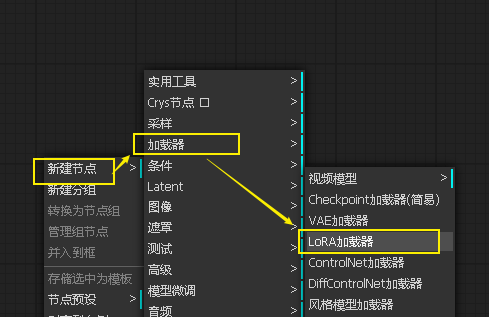 新建节点
新建分组
转换为节点组
管理组节点
并入到框
存储选中为模板
节点预设
实用工具
Crys节点
采样
加载器
条件
Latent
图像
遮罩
测试
高级
模型微调
音频
视频模型
Checkpoint加载器(简易)
VAE加载器
LoRA加载器
ControlNet加载器
DiffControlNet加载器
风格模型加载器